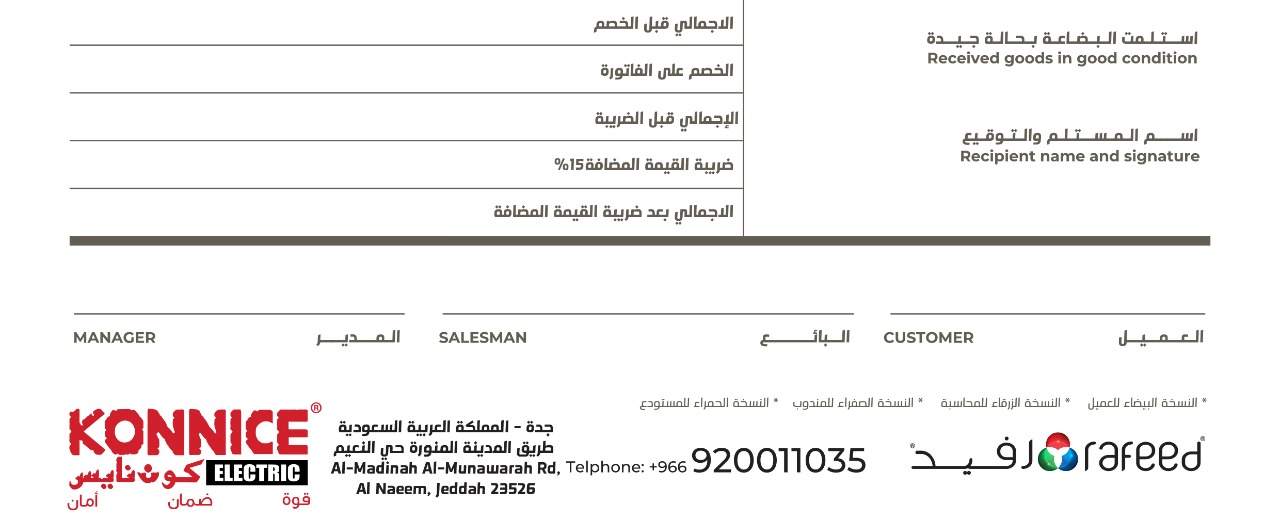 الاجمالي قبل الخصم
الخصم على الفاتورة
الإجمالي قبل الضريبة
ضريبة القيمة المضافة15%
الاجمالي بعد ضريبة القيمة المضافة
استلمت البضاعة بحالة جيدة
Received goods in good condition
اسم المستلم والتوقيع
Recipient name and signature
MANAGER المدير
SALESMAN البائع
CUSTOMER العميل
* النسخة البيضاء للعميل * النسخة الزرقاء للمحاسبة * النسخة الصفراء للمندوب * النسخة الحمراء للمستودع
KONNICE®
كونايس ELECTRIC
قوة ضمان أمان
جدة - المملكة العربية السعودية
طريق المدينة المنورة حي النعيم
Al-Madinah Al-Munawarah Rd,
Al Naeem, Jeddah 23526
Telphone: +966 920011035
رفيد rafeed